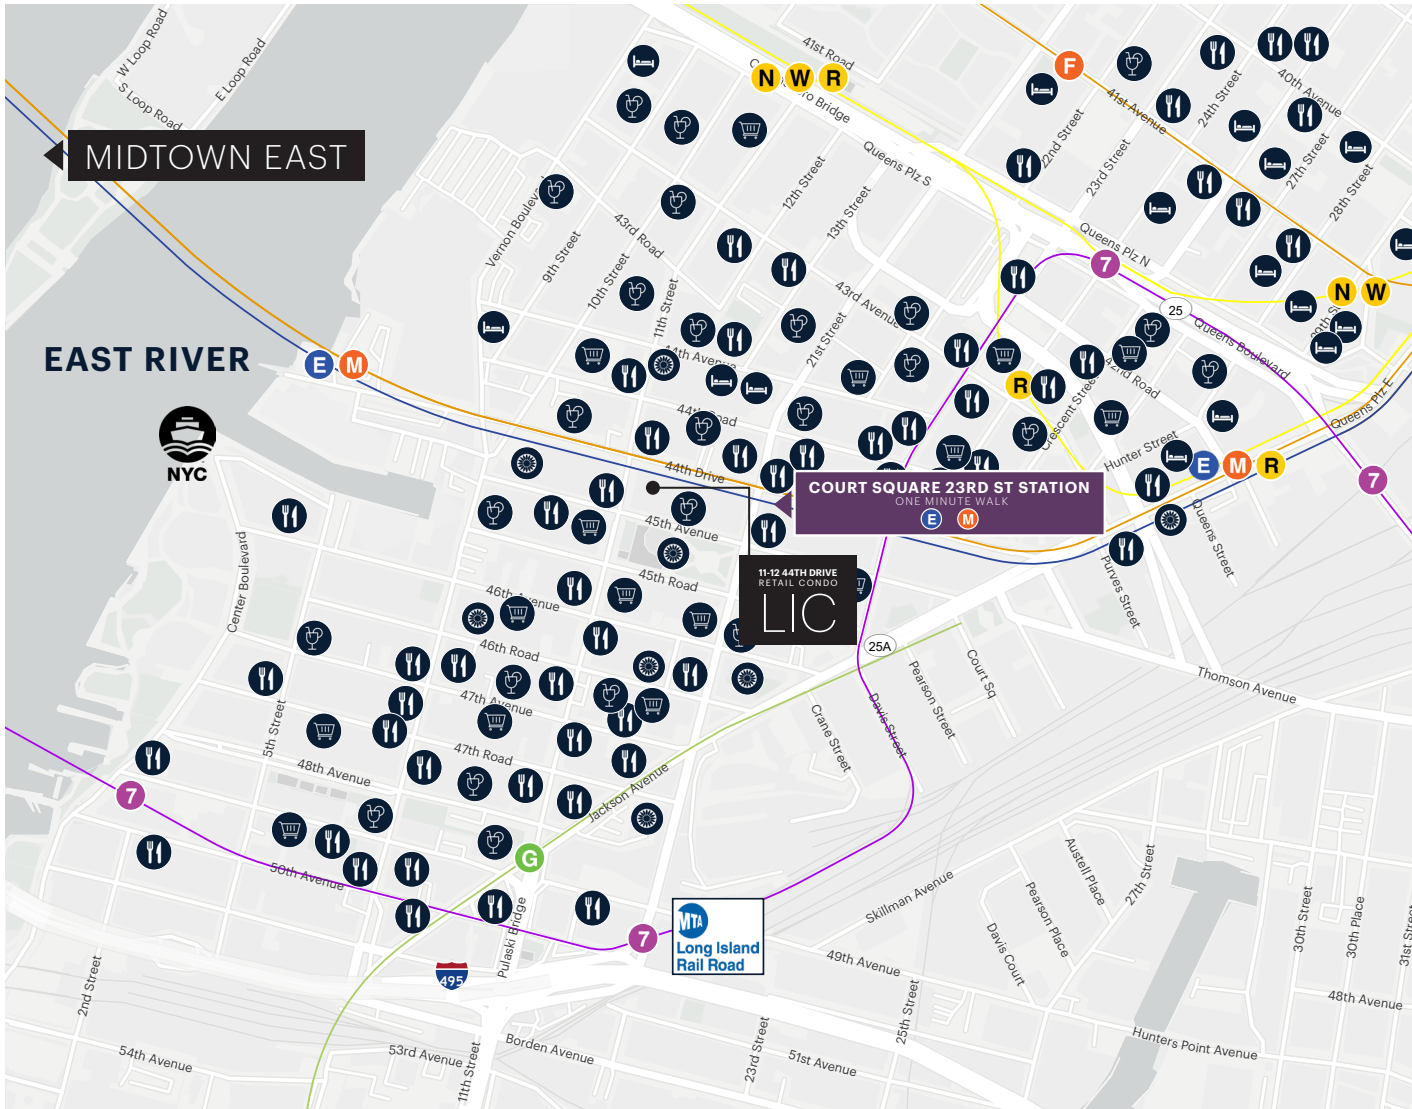 W Loop Road
S Loop Road
E Loop Road
MIDTOWN EAST
EAST RIVER
NYC
E
M
41st Road
N
W
R
Bridge
Queens Plz S
12th Street
13th Street
Vernon Boulevard
9th Street
43rd Road
10th Street
11th Street
43rd Avenue
21st Street
44th Avenue
44th Road
44th Drive
F
41st Avenue
40th Avenue
24th Street
22nd Street
23rd Street
27th Street
28th Street
Queens Plz N
7
N
W
25
Queens Boulevard
42nd Road
R
Crescent Street
Hunter Street
Queens Plz E
E
M
R
7
Queens Street
Purves Street
COURT SQUARE 23RD ST STATION
ONE MINUTE WALK
E
M
11-12 44TH DRIVE
RETAIL CONDO
LIC
45th Avenue
45th Road
46th Avenue
46th Road
47th Avenue
47th Road
48th Avenue
Center Boulevard
5th Street
7
50th Avenue
Jackson Avenue
G
Pulaski Bridge
25A
Crane Street
Davis Street
Pearson Street
Court Sq
Thomson Avenue
Skillman Avenue
Austell Place
Pearson Place
27th Street
Davis Court
30th Street
30th Place
31st Street
7
MTA
Long Island
Rail Road
495
49th Avenue
48th Avenue
25th Street
Hunters Point Avenue
2nd Street
54th Avenue
53rd Avenue
11th Street
Borden Avenue
23rd Street
51st Avenue